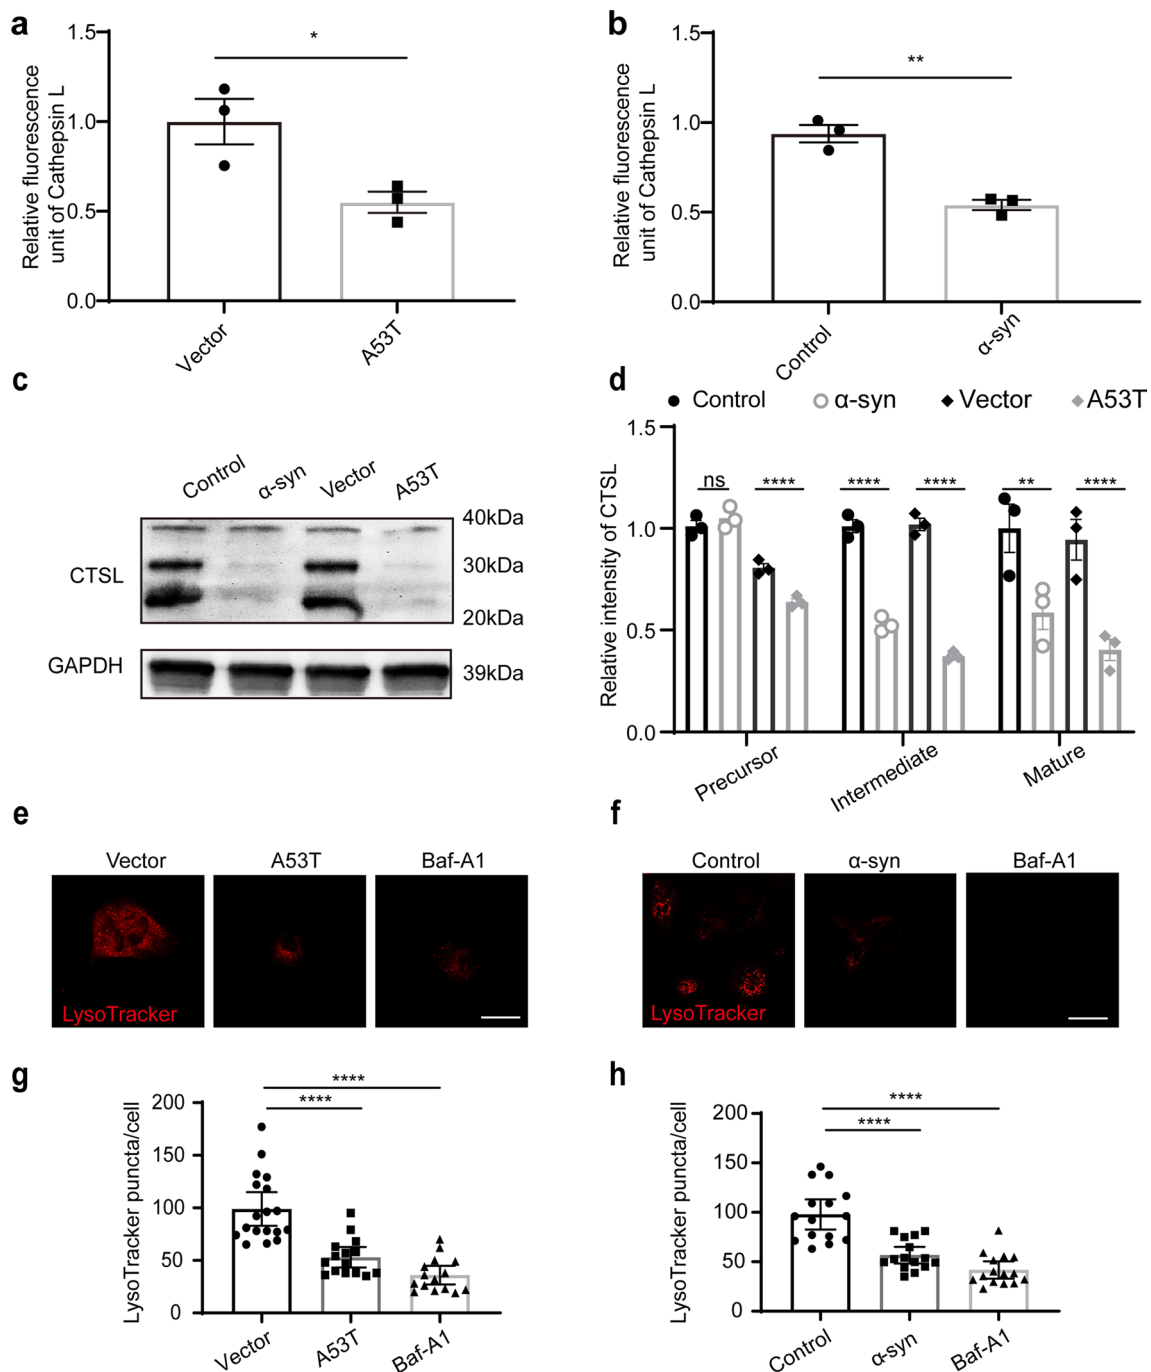 a
Relative fluorescence
unit of Cathepsin L
1.5
1.0
0.5
0.0
*
Vector
A53T
b
Relative fluorescence
unit of Cathepsin L
1.5
1.0
0.5
0.0
**
Control
α-syn
c
Control
α-syn
Vector
A53T
CTSL
40kDa
30kDa
20kDa
GAPDH
39kDa
d
Control
α-syn
Vector
A53T
Relative intensity of CTSL
1.5
1.0
0.5
0.0
ns
****
****
****
**
****
Precursor
Intermediate
Mature
e
Vector
A53T
Baf-A1
LysoTracker
f
Control
α-syn
Baf-A1
LysoTracker
g
LysoTracker puncta/cell
200
150
100
50
0
****
****
Vector
A53T
Baf-A1
h
LysoTracker puncta/cell
200
150
100
50
0
****
****
Control
α-syn
Baf-A1